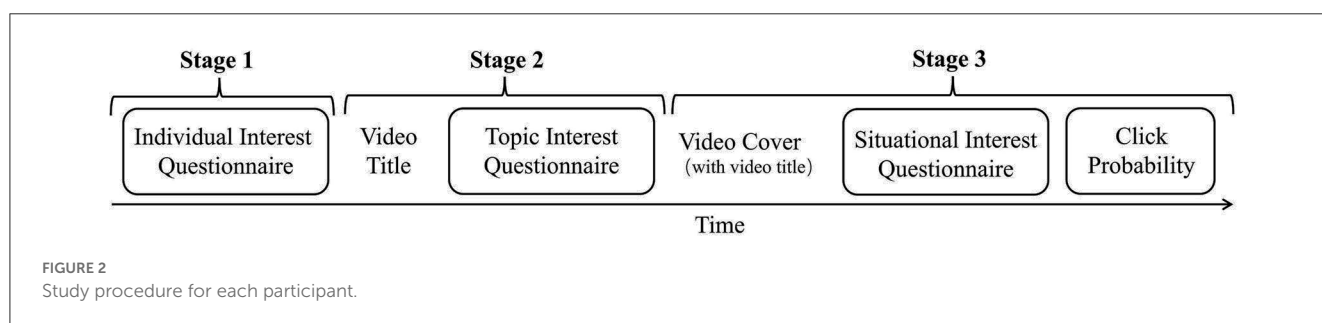 Stage 1
Stage 2
Stage 3
Individual Interest
Questionnaire
Video
Title
Topic Interest
Questionnaire
Video Cover
(with video title)
Situational Interest
Questionnaire
Click
Probability
Time
FIGURE 2
Study procedure for each participant.